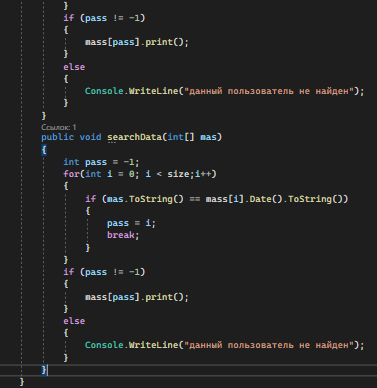 }
if (pass != -1)
{
mass[pass].print();
}
else
{
Console.WriteLine("данный пользователь не найден");
}
}
Ссылок: 1
public void searchData(int[] mas)
{
int pass = -1;
for(int i = 0; i < size;i++)
{
if (mas.ToString() == mass[i].Date().ToString())
{
pass = i;
break;
}
}
if (pass != -1)
{
mass[pass].print();
}
else
{
Console.WriteLine("данный пользователь не найден");
}
}
}